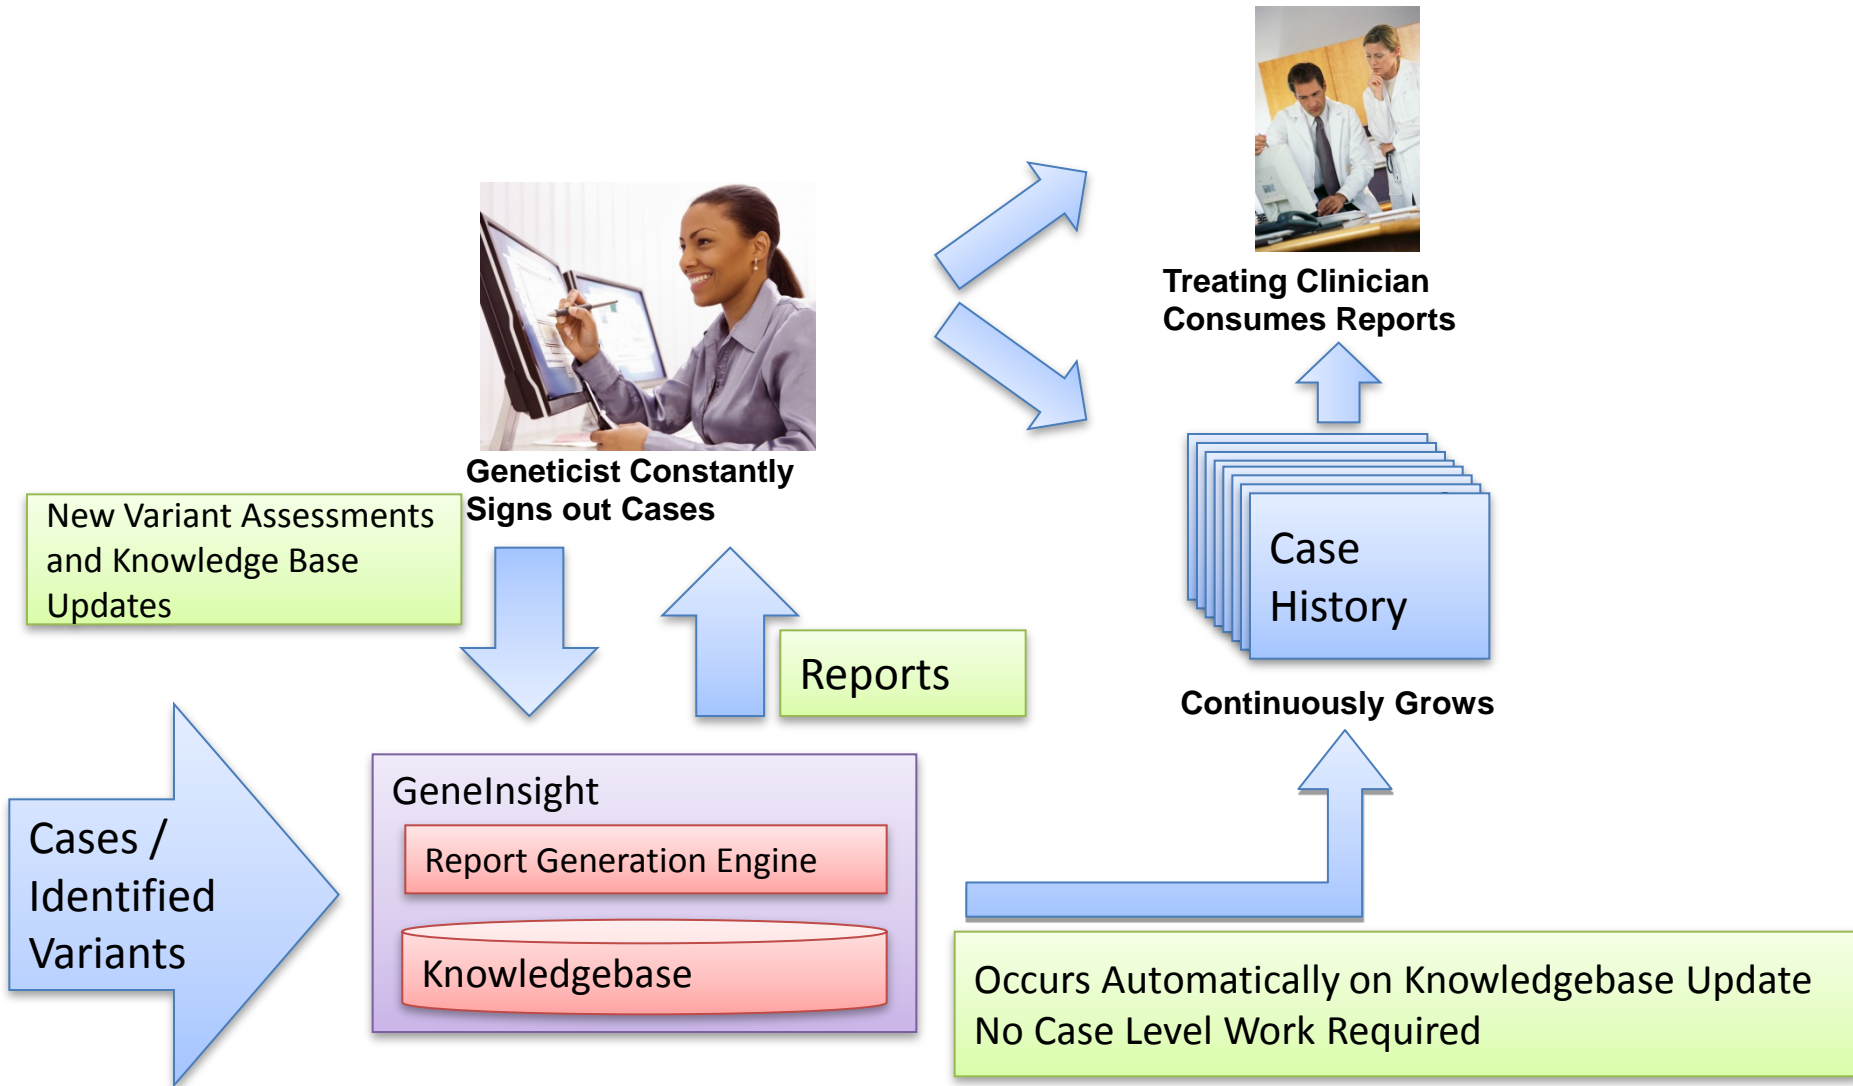 Treating Clinician
Consumes Reports
Geneticist Constantly
Signs out Cases
New Variant Assessments
and Knowledge Base
Updates
Case
History
Reports
Continuously Grows
GeneInsight
Report Generation Engine
Knowledgebase
Cases /
Identified
Variants
Occurs Automatically on Knowledgebase Update
No Case Level Work Required